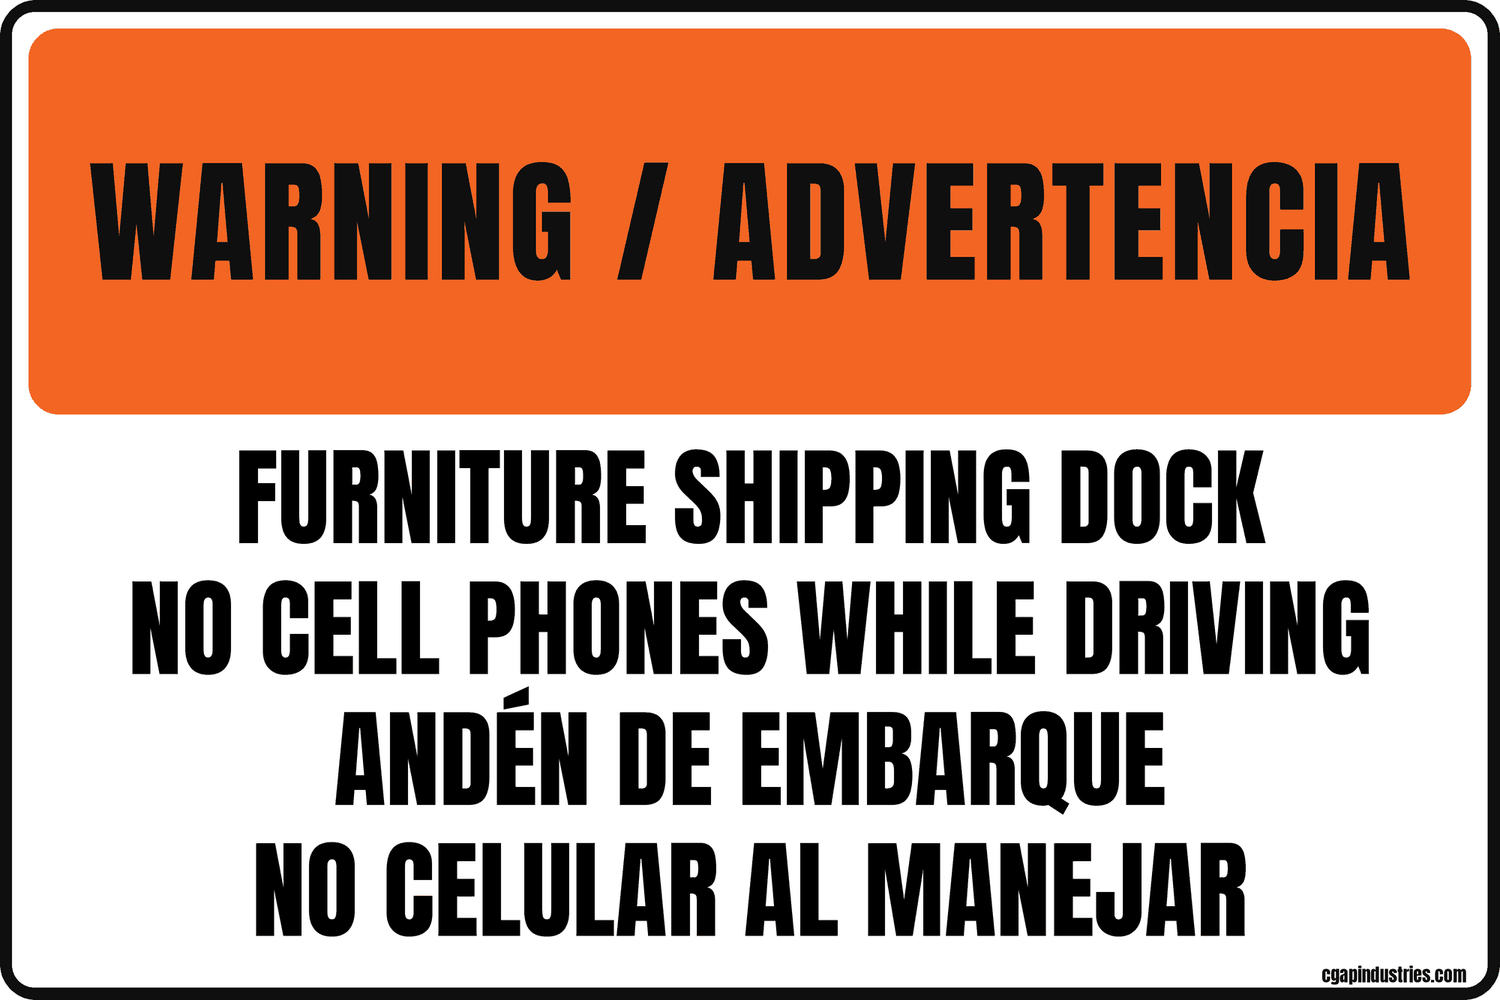 WARNING / ADVERTENCIA
FURNITURE SHIPPING DOCK
NO CELL PHONES WHILE DRIVING
ANDÉN DE EMBARQUE
NO CELULAR AL MANEJAR
cgapindustries.com